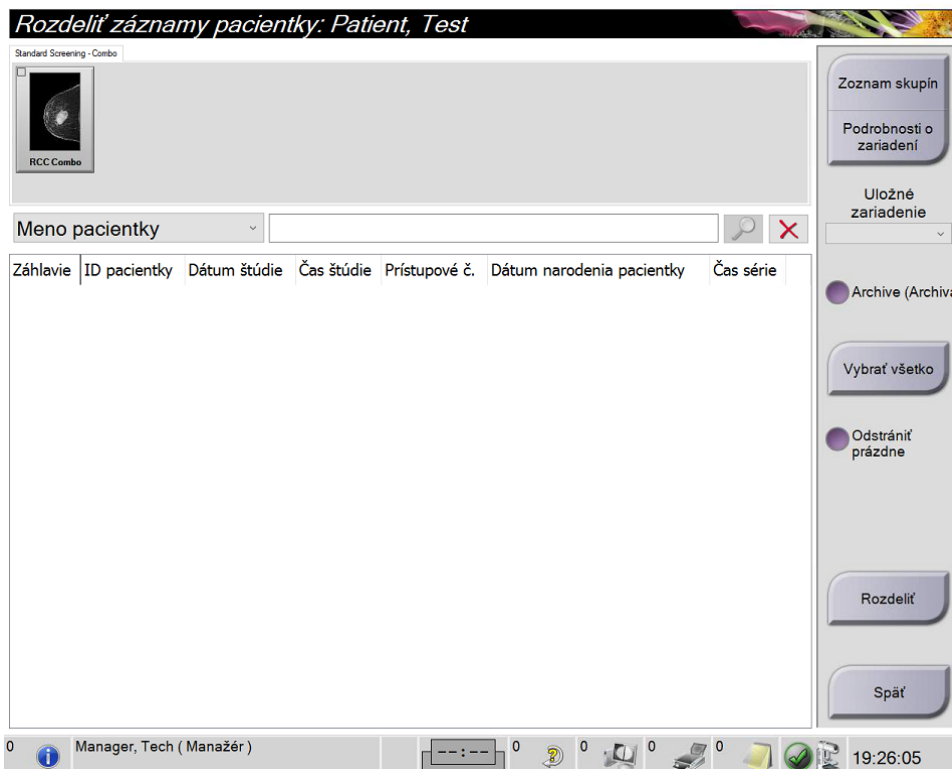 Rozdeliť záznamy pacientky: Patient, Test
Standard Screening - Combo
RCC Combo
Zoznam skupín
Podrobnosti o
zariadení
Uložné
zariadenie
Meno pacientky
Záhlavie ID pacientky Dátum štúdie Čas štúdie Prístupové č. Dátum narodenia pacientky Čas série
Archive (Archiva
Vybrať všetko
Odstrániť
prázdne
Rozdeliť
Späť
0 Manager, Tech ( Manažér ) --:-- 0 0 0 0 19:26:05